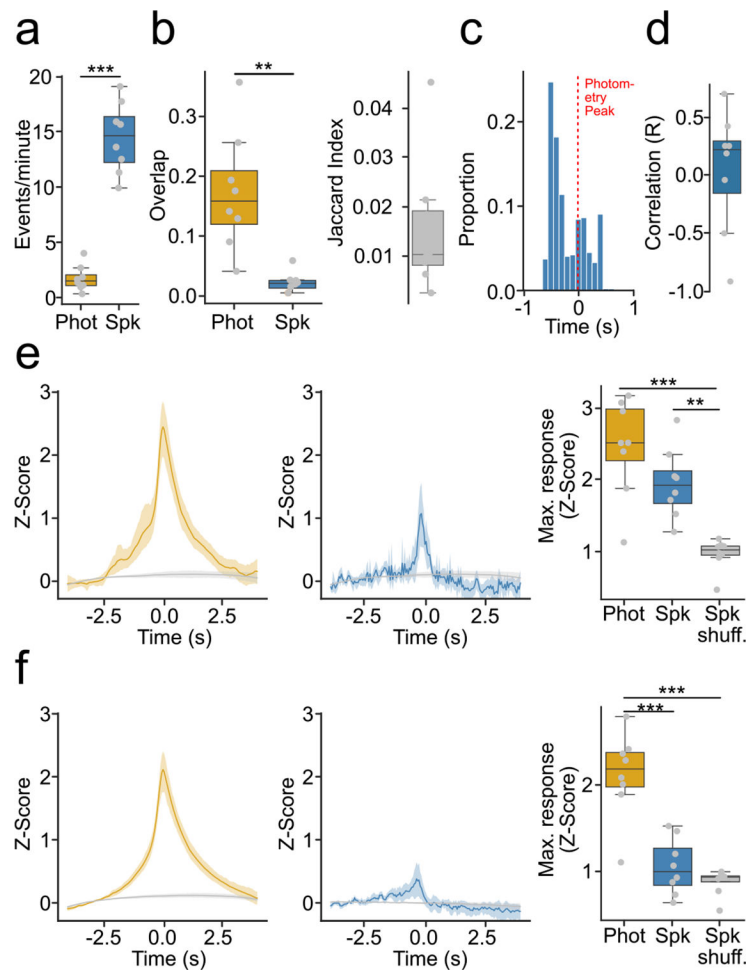 a
***
Events/minute
20
15
10
5
0
Phot Spk
b
**
Overlap
0.3
0.2
0.1
0.0
Phot Spk
Jaccard Index
0.04
0.03
0.02
0.01
c
Proportion
0.2
0.1
0.0
Photom-
etry
Peak
-1 0 1
Time (s)
d
Correlation (R)
0.5
0.0
-0.5
-1.0
e
Z-Score
3
2
1
0
-2.5 0.0 2.5
Time (s)
Z-Score
3
2
1
0
-2.5 0.0 2.5
Time (s)
***
**
Max. response
(Z-Score)
3
2
1
Phot Spk Spk
shuff.
f
Z-Score
3
2
1
0
-2.5 0.0 2.5
Time (s)
Z-Score
3
2
1
0
-2.5 0.0 2.5
Time (s)
***
***
Max. response
(Z-Score)
2
1
Phot Spk Spk
shuff.